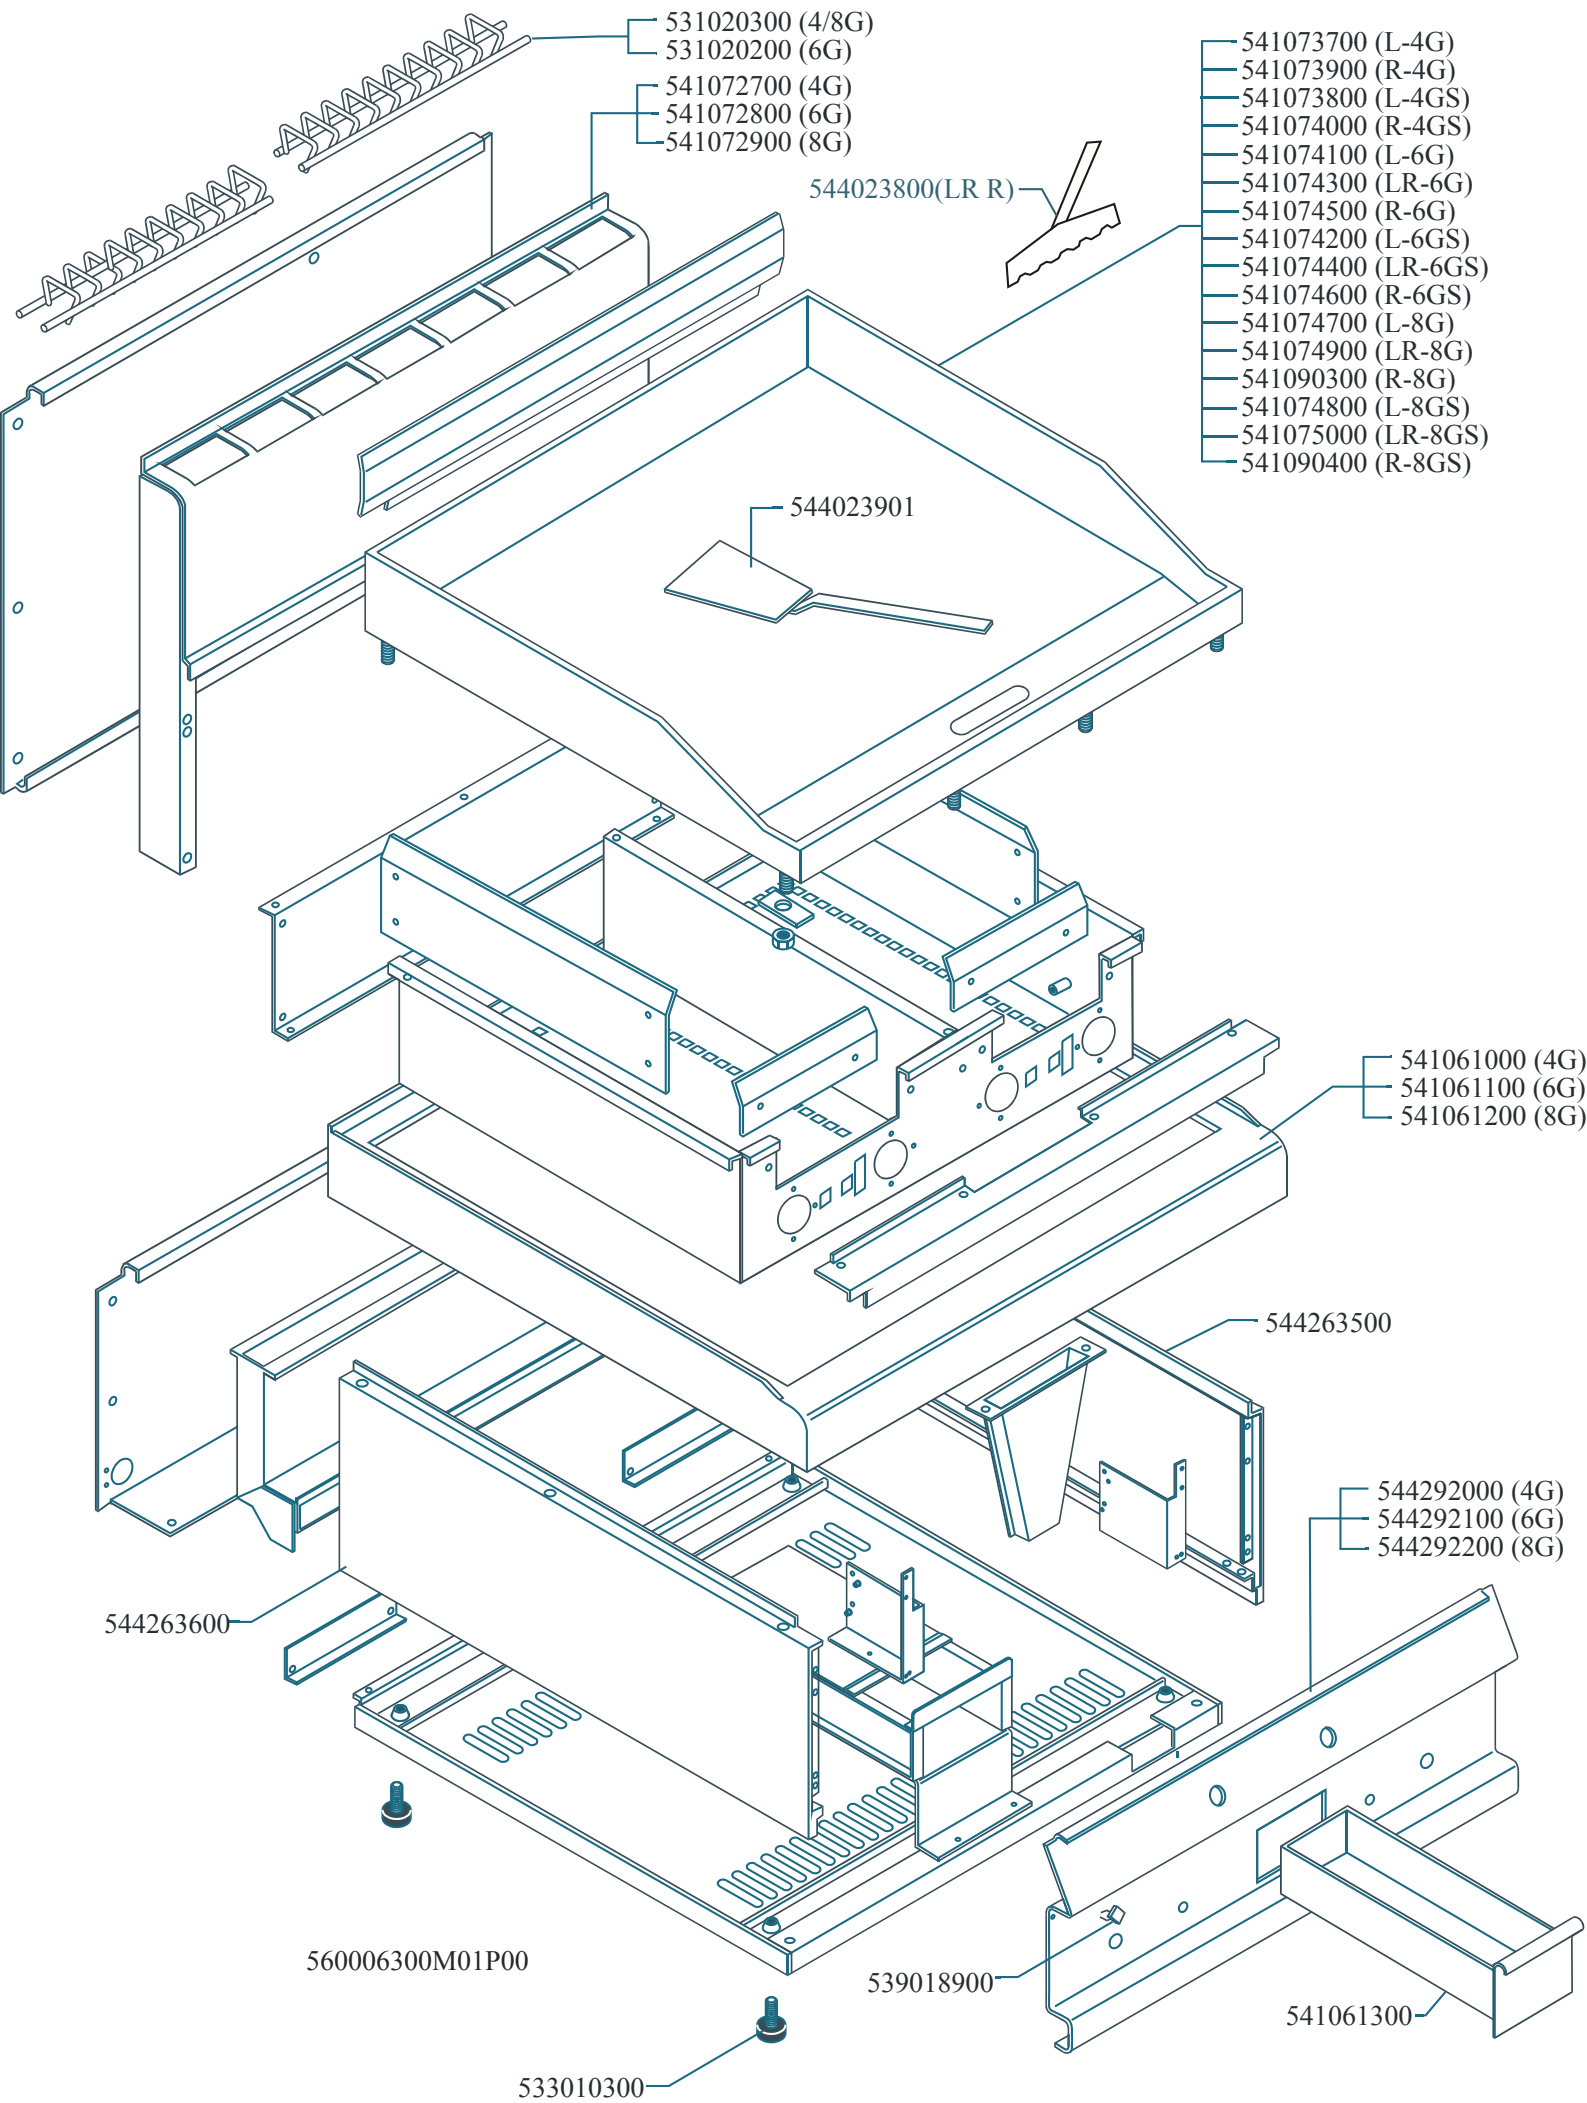 531020300 (4/8G)
531020200 (6G)
541072700 (4G)
541072800 (6G)
541072900 (8G)
544023800(LR R)
541073700 (L-4G)
541073900 (R-4G)
541073800 (L-4GS)
541074000 (R-4GS)
541074100 (L-6G)
541074300 (LR-6G)
541074500 (R-6G)
541074200 (L-6GS)
541074400 (LR-6GS)
541074600 (R-6GS)
541074700 (L-8G)
541074900 (LR-8G)
541090300 (R-8G)
541074800 (L-8GS)
541075000 (LR-8GS)
541090400 (R-8GS)
544023901
541061000 (4G)
541061100 (6G)
541061200 (8G)
544263500
544292000 (4G)
544292100 (6G)
544292200 (8G)
544263600
560006300M01P00
539018900
541061300
533010300